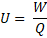 U = W/Q